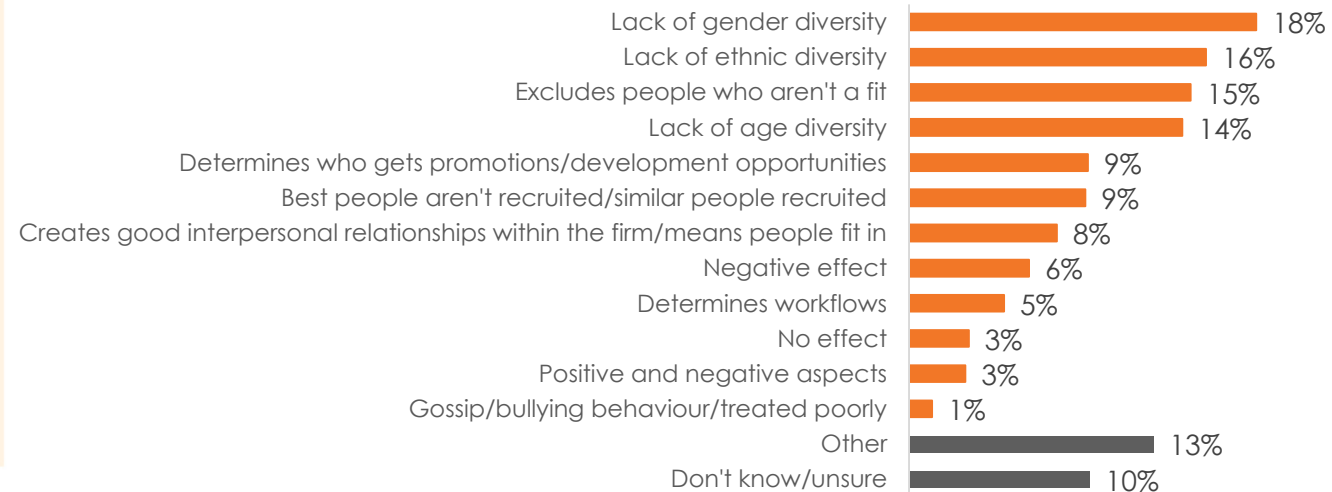 Lack of gender diversity 18%
Lack of ethnic diversity 16%
Excludes people who aren't a fit 15%
Lack of age diversity 14%
Determines who gets promotions/development opportunities 9%
Best people aren't recruited/similar people recruited 9%
Creates good interpersonal relationships within the firm/means people fit in 8%
Negative effect 6%
Determines workflows 5%
No effect 3%
Positive and negative aspects 3%
Gossip/bullying behaviour/treated poorly 1%
Other 13%
Don't know/unsure 10%